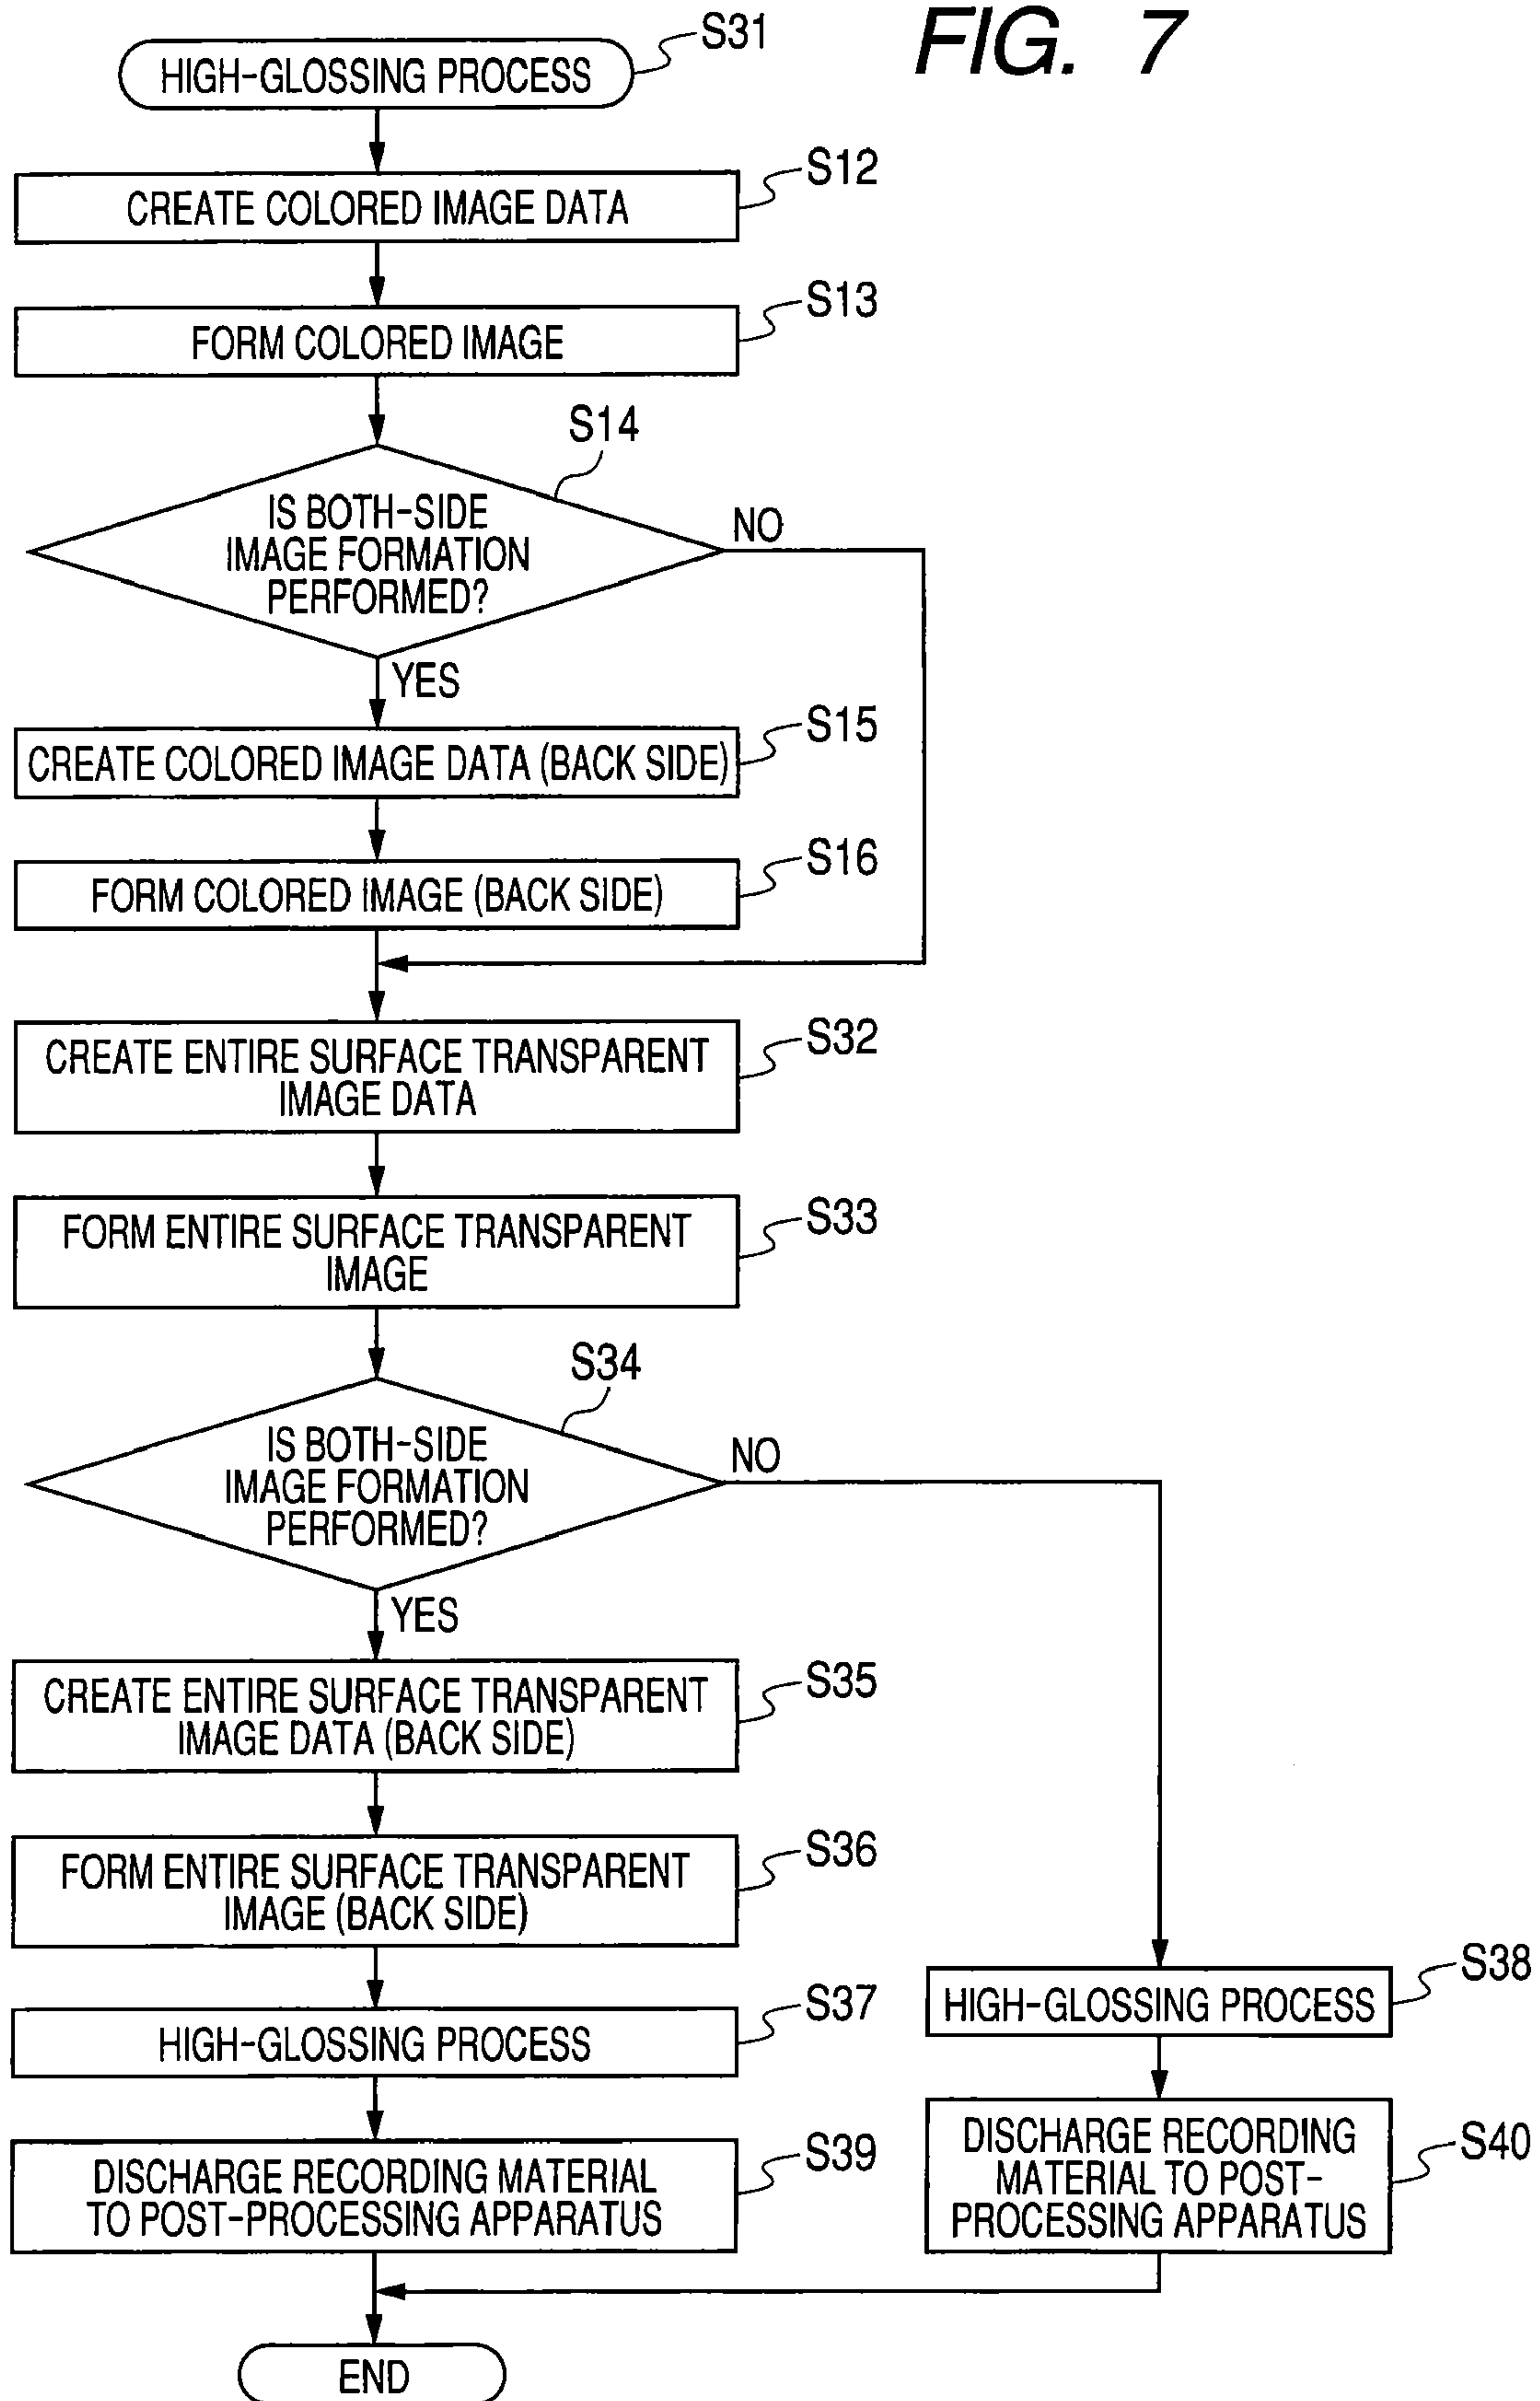 FIG. 7
S31
HIGH-GLOSSING PROCESS
S12
CREATE COLORED IMAGE DATA
S13
FORM COLORED IMAGE
S14
IS BOTH-SIDE
IMAGE FORMATION
PERFORMED?
NO
YES
S15
CREATE COLORED IMAGE DATA (BACK SIDE)
S16
FORM COLORED IMAGE (BACK SIDE)
S32
CREATE ENTIRE SURFACE TRANSPARENT
IMAGE DATA
S33
FORM ENTIRE SURFACE TRANSPARENT
IMAGE
S34
IS BOTH-SIDE
IMAGE FORMATION
PERFORMED?
NO
YES
S35
CREATE ENTIRE SURFACE TRANSPARENT
IMAGE DATA (BACK SIDE)
S36
FORM ENTIRE SURFACE TRANSPARENT
IMAGE (BACK SIDE)
S37
HIGH-GLOSSING PROCESS
S38
HIGH-GLOSSING PROCESS
S39
DISCHARGE RECORDING MATERIAL
TO POST-PROCESSING APPARATUS
S40
DISCHARGE RECORDING
MATERIAL TO POST-
PROCESSING APPARATUS
END